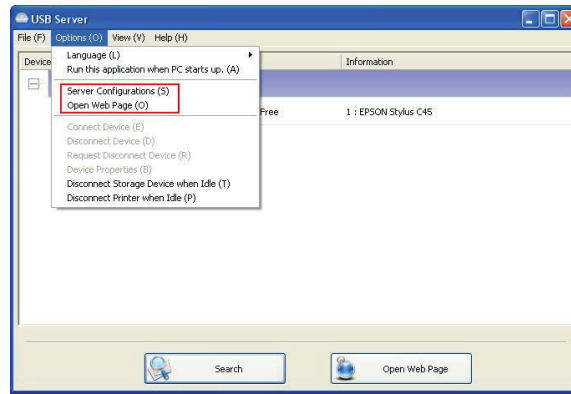 USB Server
File (F) Options (O) View (V) Help (H)
Device Information
Language (L)
Run this application when PC starts up. (A)
Server Configurations (S)
Open Web Page (O)
Free 1 : EPSON Stylus C45
Connect Device (E)
Disconnect Device (D)
Request Disconnect Device (R)
Device Properties (B)
Disconnect Storage Device when Idle (T)
Disconnect Printer when Idle (P)
Search Open Web Page